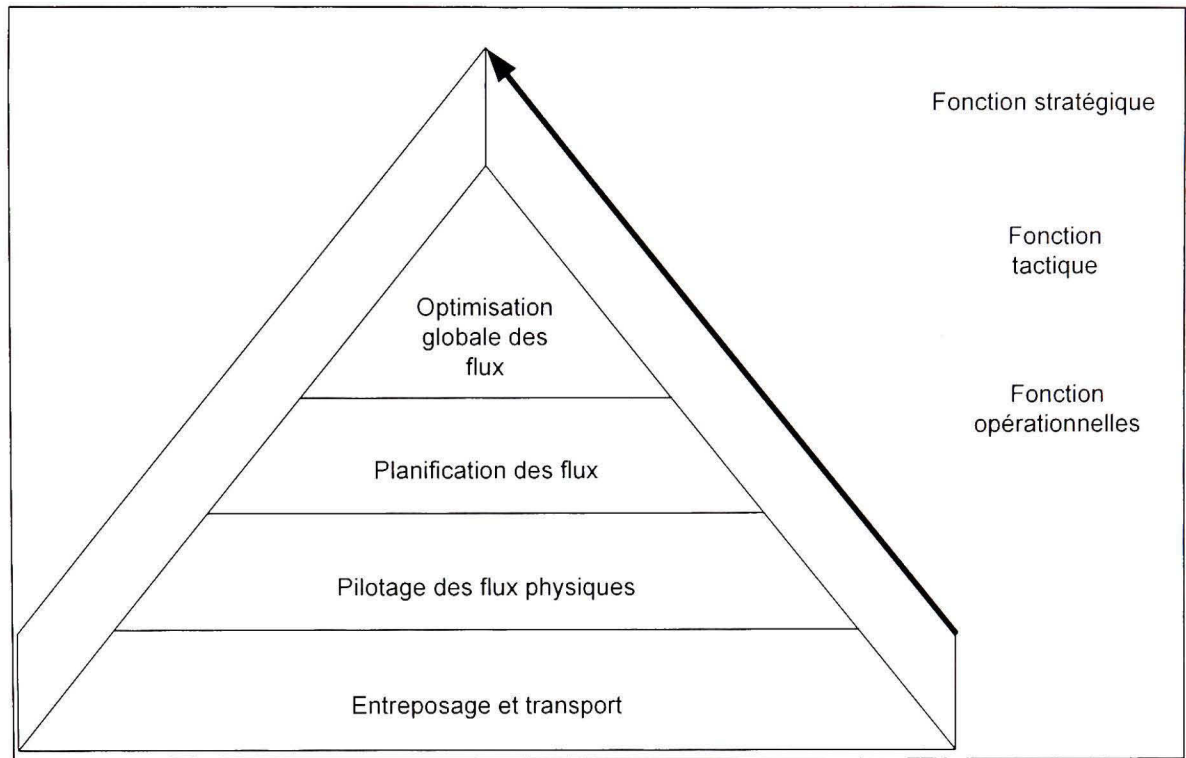 Fonction stratégique
Fonction
tactique
Optimisation
globale des
flux
Fonction
opérationnelles
Planification des flux
Pilotage des flux physiques
Entreposage et transport